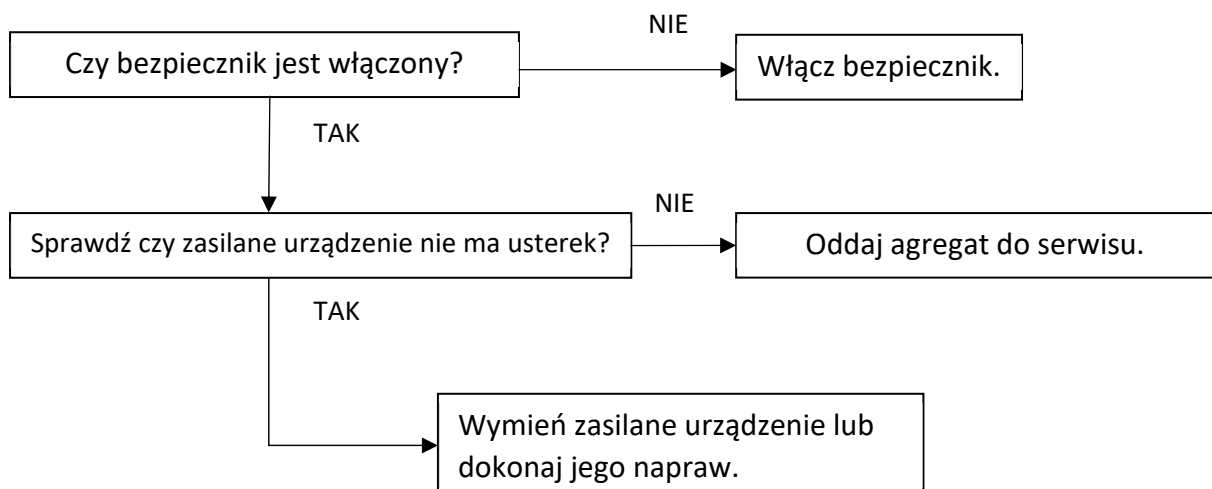 NIE
Czy bezpiecznik jest włączony?
Włącz bezpiecznik.
TAK
NIE
Sprawdź czy zasilane urządzenie nie ma usterek?
Oddaj agregat do serwisu.
TAK
Wymień zasilane urządzenie lub
dokonaj jego napraw.